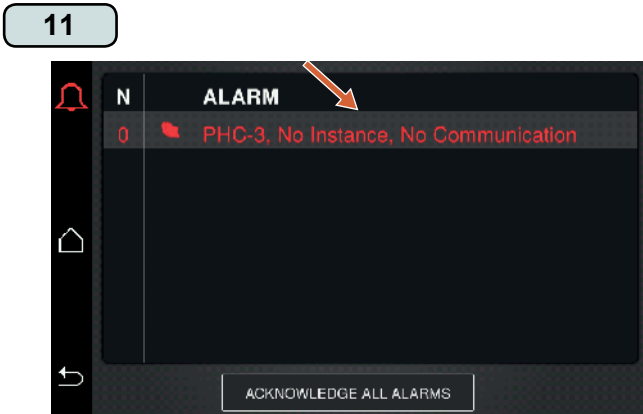 11
N ALARM
0 PHC-3, No Instance, No Communication
ACKNOWLEDGE ALL ALARMS